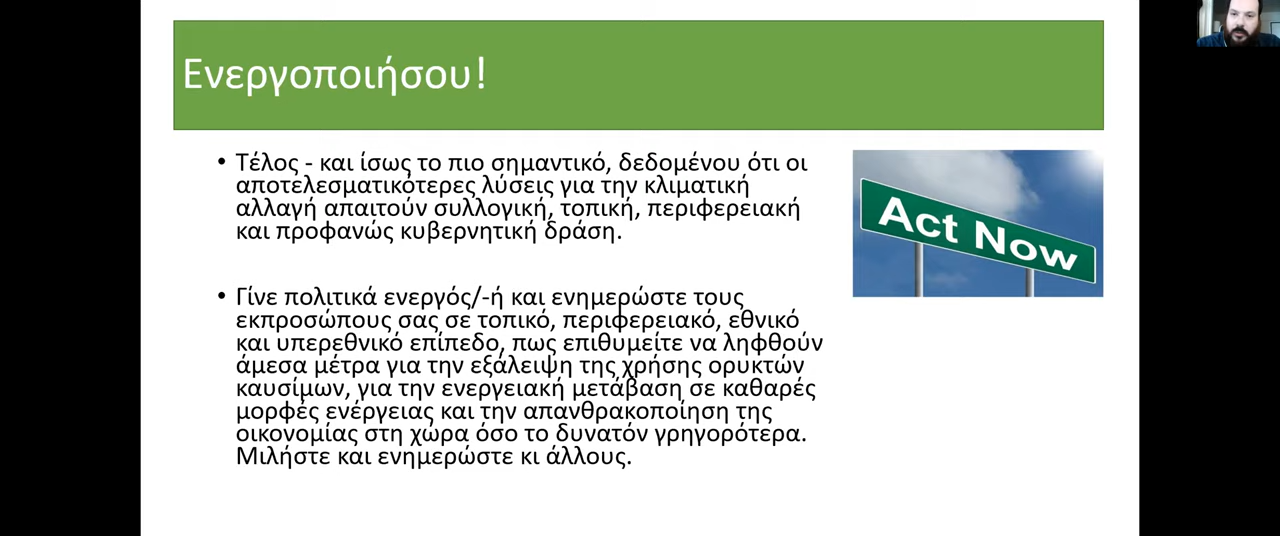 Ενεργοποιήσου!
• Τέλος - και ίσως το πιο σημαντικό, δεδομένου ότι οι
αποτελεσματικότερες λύσεις για την κλιματική
αλλαγή απαιτούν συλλογική, τοπική, περιφερειακή
και προφανώς κυβερνητική δράση.
• Γίνε πολιτικά ενεργός/-ή και ενημερώστε τους
εκπροσώπους σας σε τοπικό, περιφερειακό, εθνικό
και υπερεθνικό επίπεδο, πως επιθυμείτε να ληφθούν
άμεσα μέτρα για την εξάλειψη της χρήσης ορυκτών
καυσίμων, για την ενεργειακή μετάβαση σε καθαρές
μορφές ενέργειας και την απανθρακοποίηση της
οικονομίας στη χώρα όσο το δυνατόν γρηγορότερα.
Μιλήστε και ενημερώστε κι άλλους.
Act Now